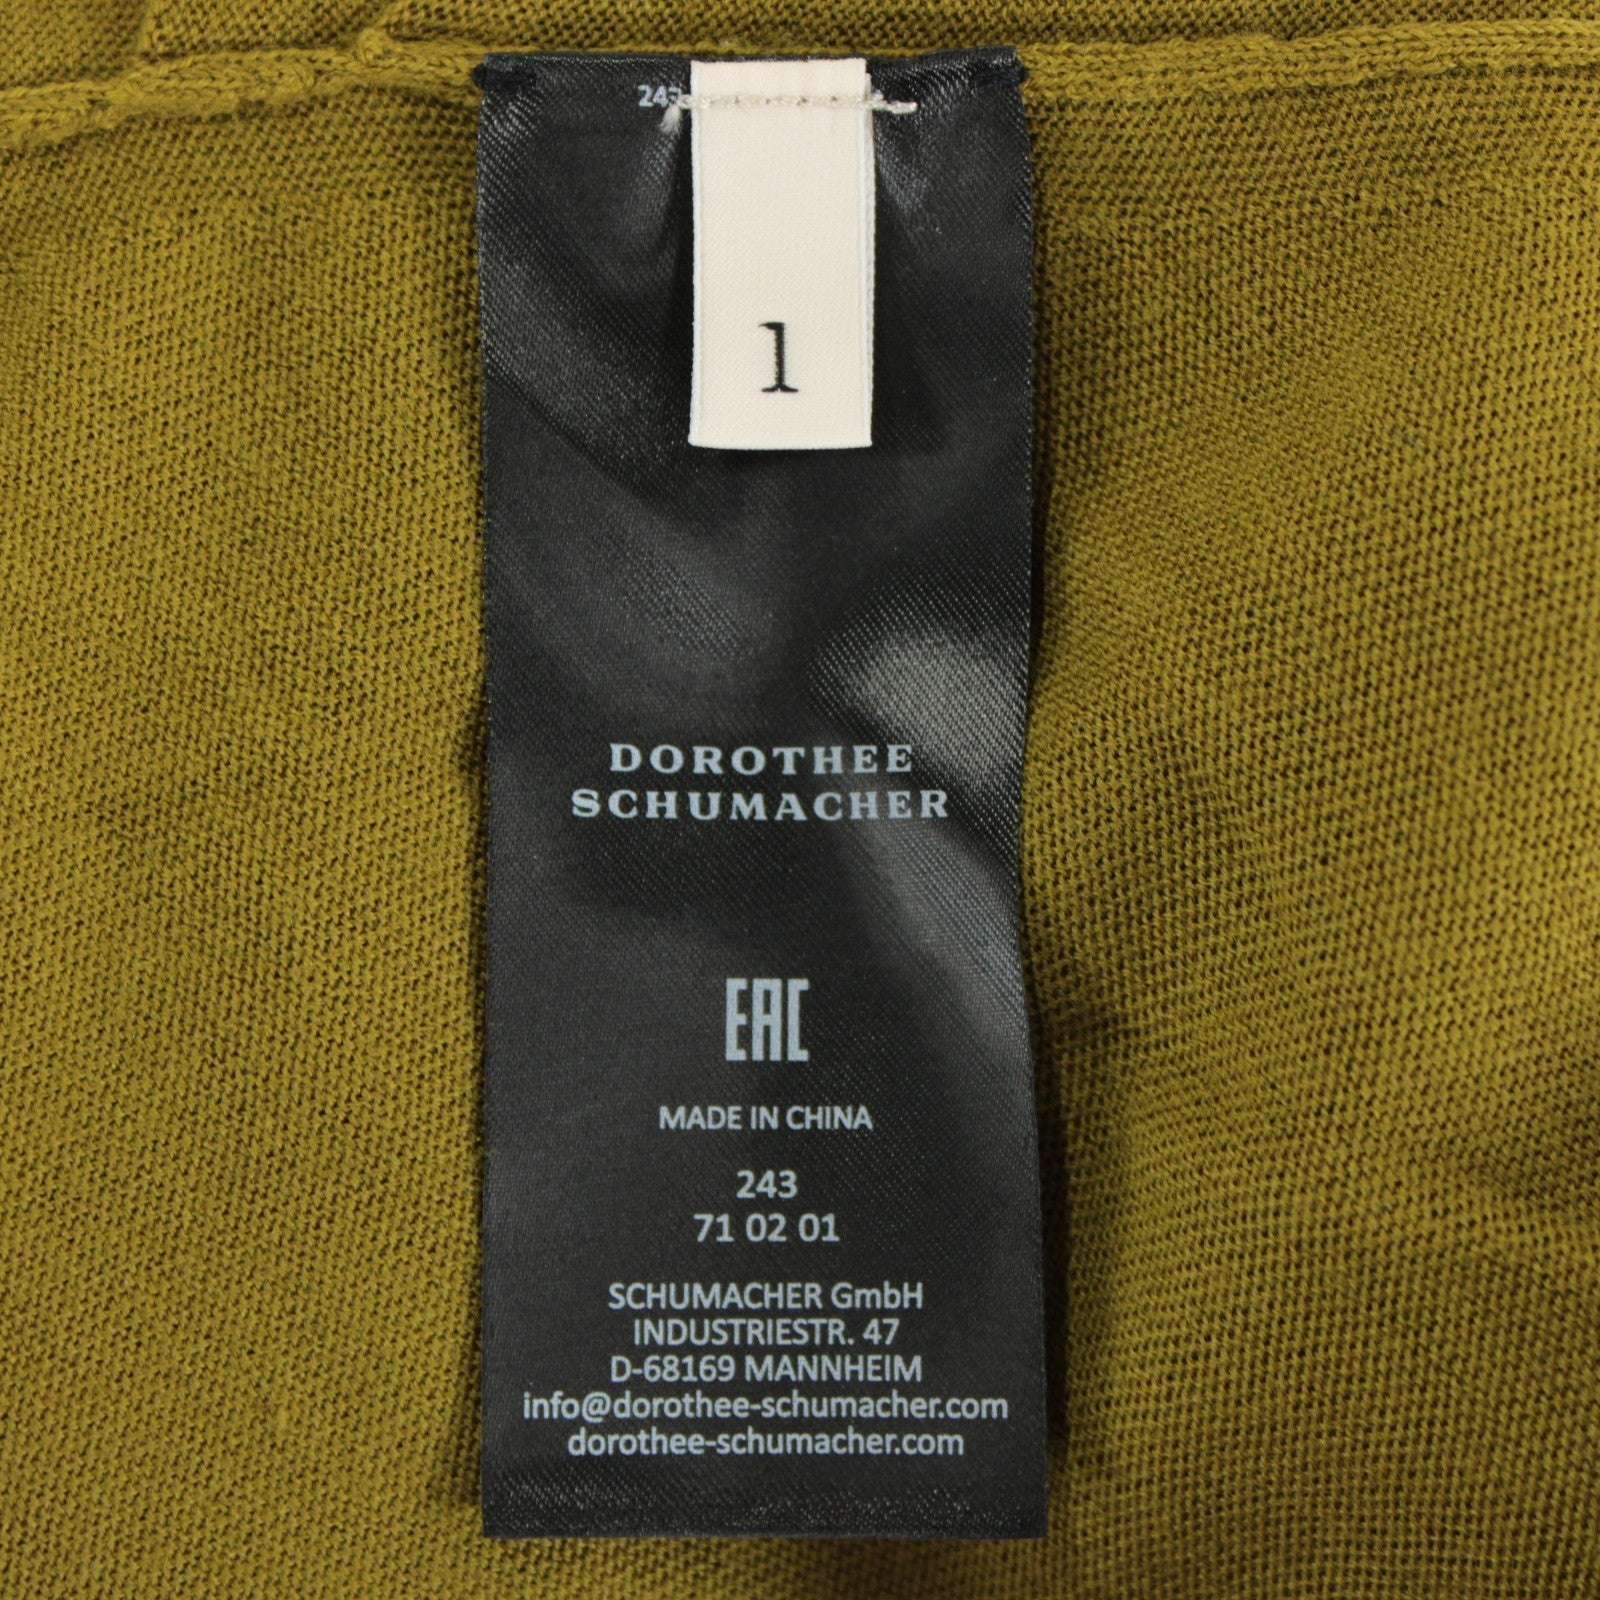 1
DOROTHEE
SCHUMACHER
EAC
MADE IN CHINA
243
71 02 01
SCHUMACHER GmbH
INDUSTRIESTR. 47
D-68169 MANNHEIM
info@dorothee-schumacher.com
dorothee-schumacher.com